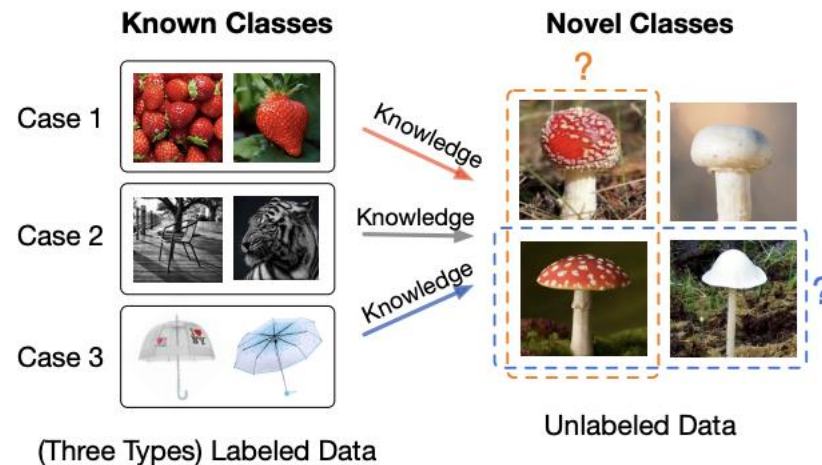 Known Classes
Novel Classes
?
Case 1
Knowledge
Case 2
Knowledge
?
Case 3
Knowledge
(Three Types) Labeled Data
Unlabeled Data